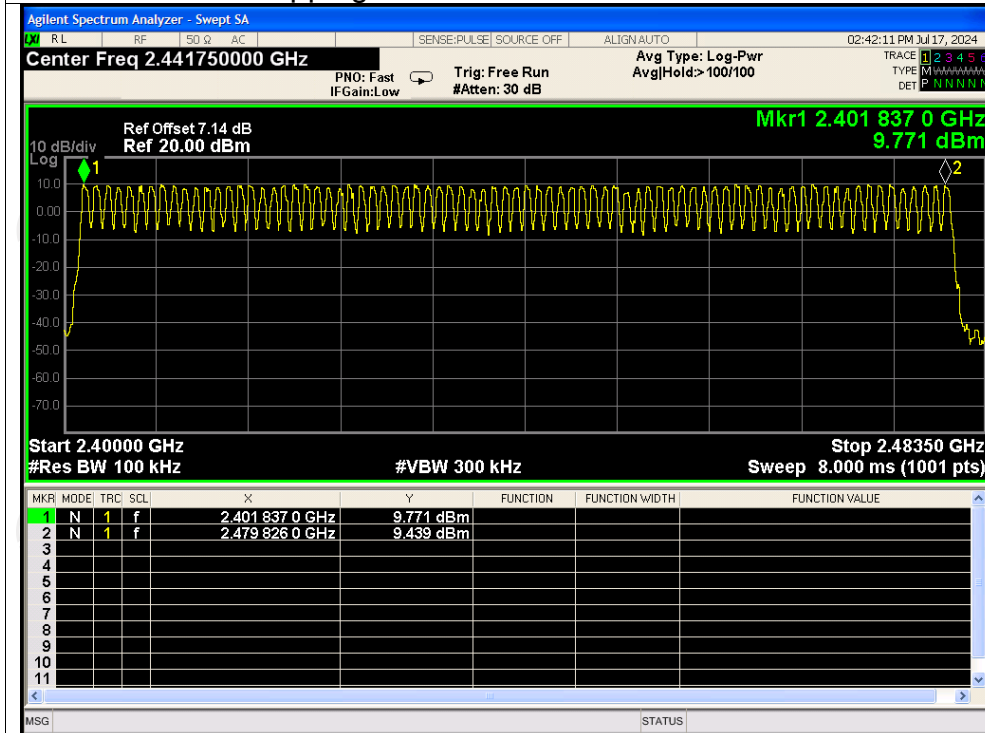 Agilent Spectrum Analyzer - Swept SA
LXI RL RF 50 Ω AC SENSE:PULSE SOURCE OFF ALIGN AUTO 02:42:11 PM Jul 17, 2024
Center Freq 2.441750000 GHz
PNO: Fast
IFGain:Low
Trig: Free Run
#Atten: 30 dB
Avg Type: Log-Pwr
Avg|Hold:>100/100
TRACE 1 2 3 4 5 6
TYPE M
DET P N N N N N
Mkr1 2.401 837 0 GHz
9.771 dBm
Ref Offset 7.14 dB
10 dB/div Ref 20.00 dBm
Log
1
2
10.0
0.00
-10.0
-20.0
-30.0
-40.0
-50.0
-60.0
-70.0
Start 2.40000 GHz Stop 2.48350 GHz
#Res BW 100 kHz #VBW 300 kHz Sweep 8.000 ms (1001 pts)
MKR MODE TRC SCL X Y FUNCTION FUNCTION WIDTH FUNCTION VALUE
1 N 1 f 2.401 837 0 GHz 9.771 dBm
2 N 1 f 2.479 826 0 GHz 9.439 dBm
3
4
5
6
7
8
9
10
11
MSG STATUS